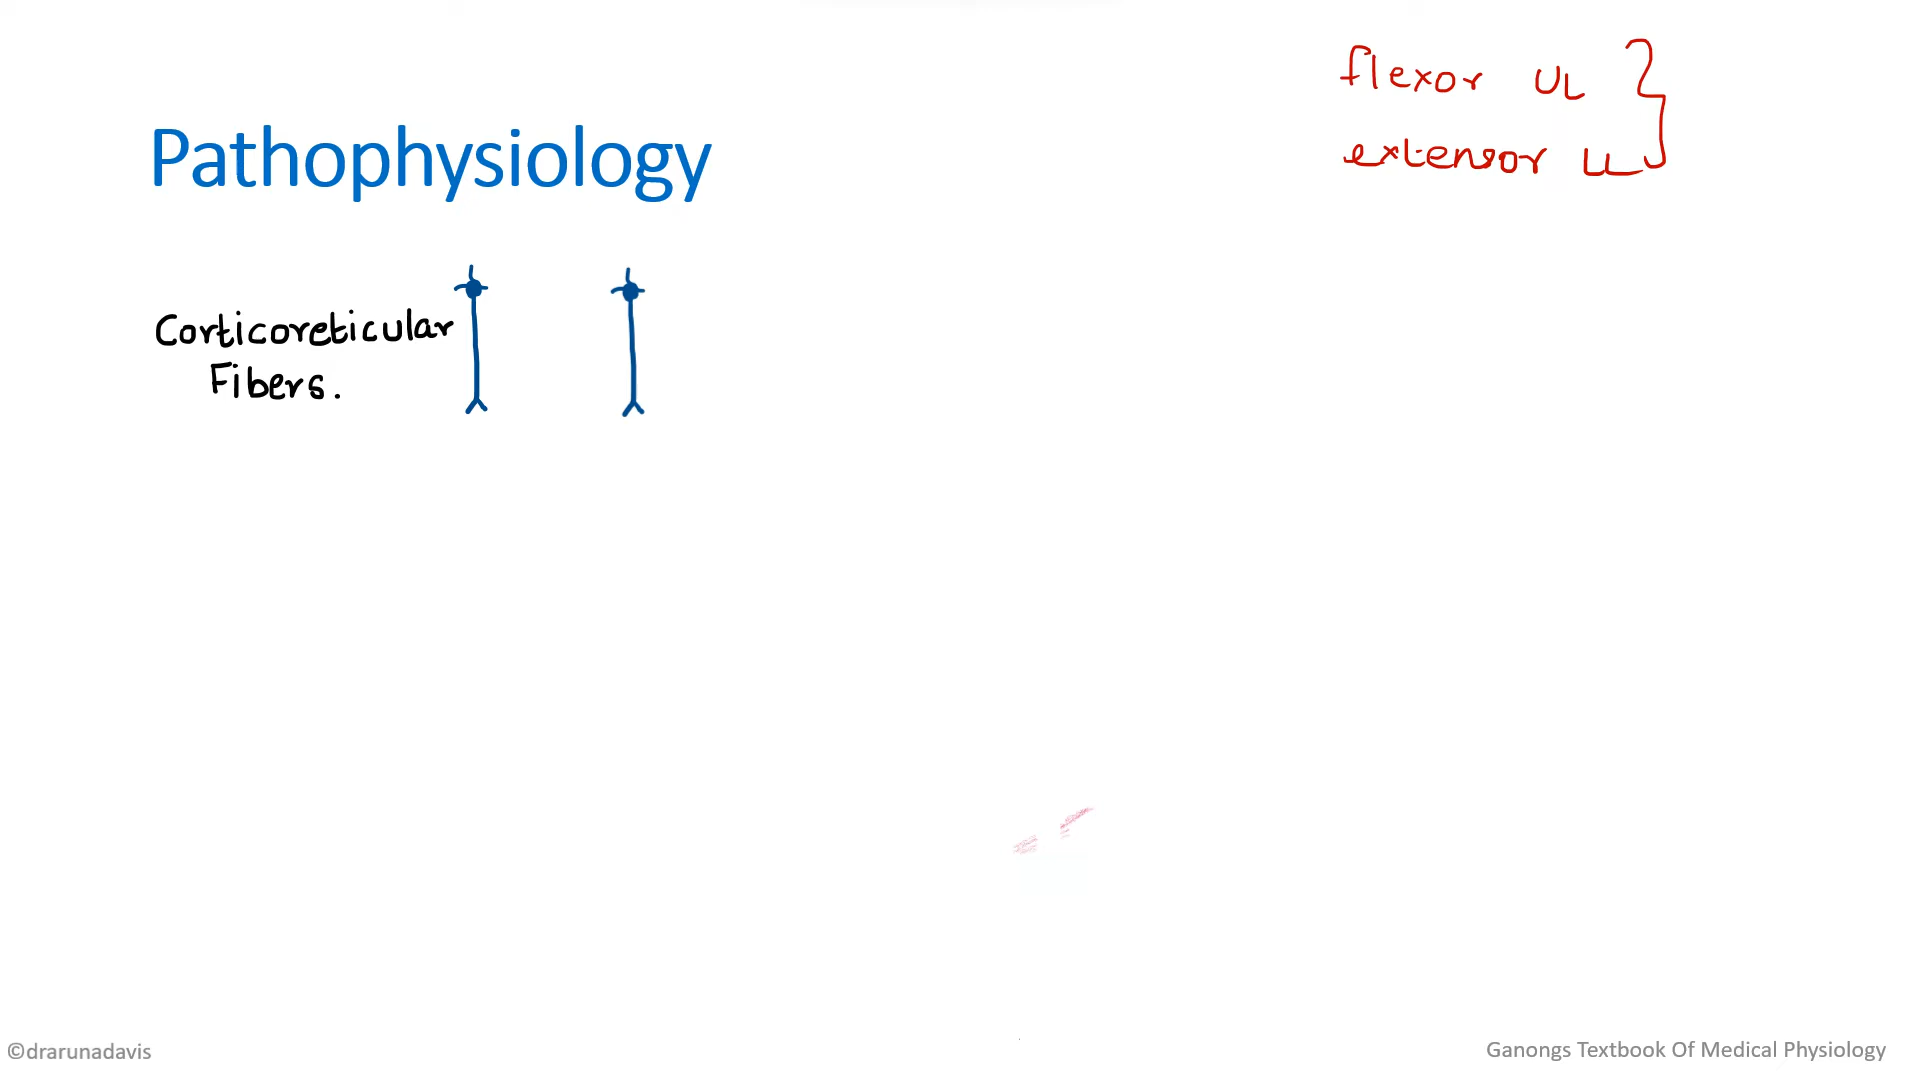 flexor UL
extensor LL
Pathophysiology
Corticoreticular
Fibers.
©drarunadavis
Ganongs Textbook Of Medical Physiology